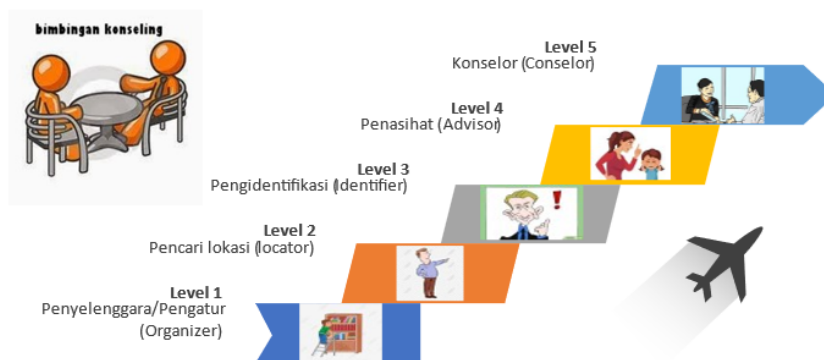 bimbingan konseling
Level 5
Konselor (Conselor)
Level 4
Penasihat (Advisor)
Level 3
Pengidentifikasi (Identifier)
Level 2
Pencari lokasi (locator)
Level 1
Penyelenggara/Pengatur
(Organizer)